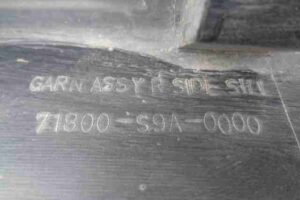 GARN ASSY R SIDE SILL
71800-S9A-0000